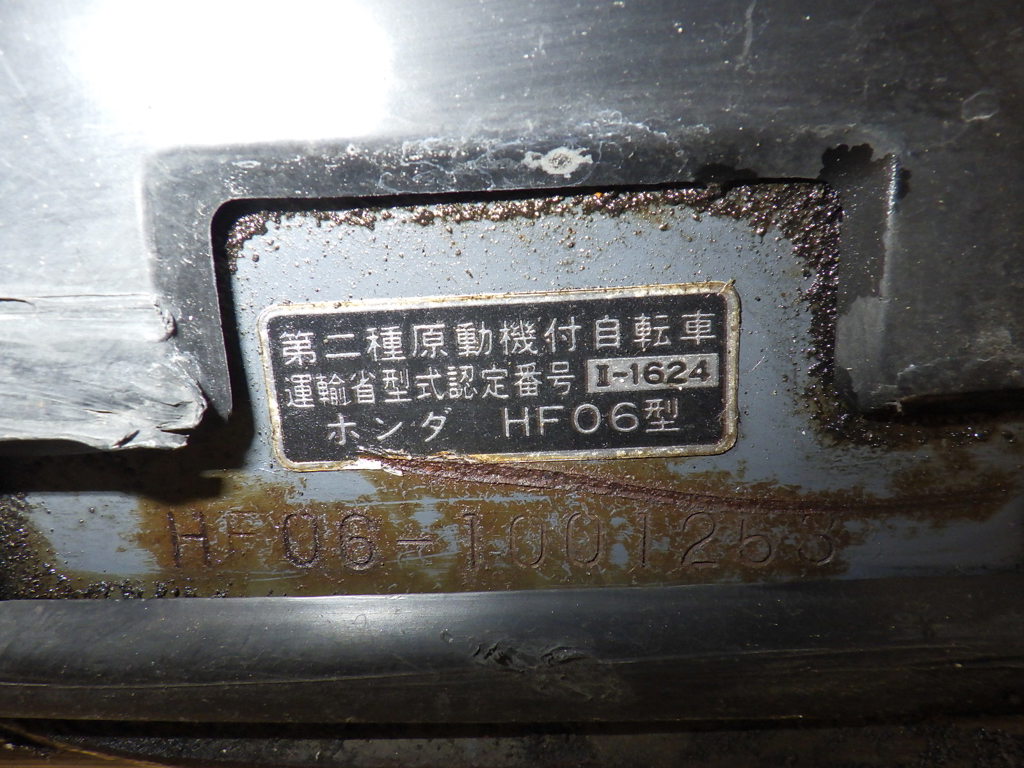 第二種原動機付自転車
運輸省型式認定番号 I-1624
ホンダ HF06型
HF06-1001253